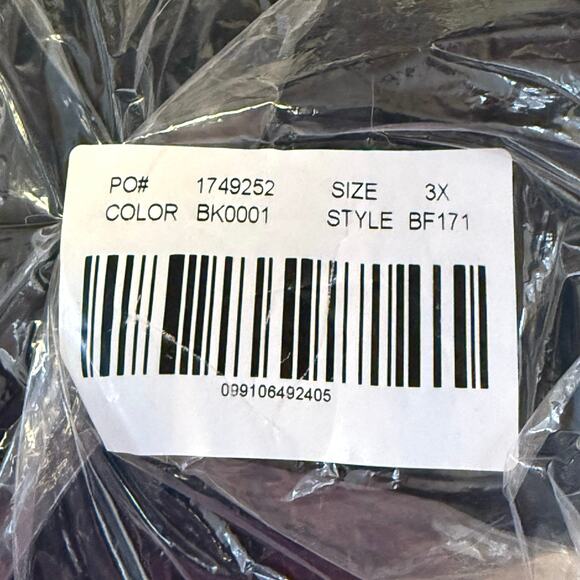 PO# 1749252 SIZE 3X
COLOR BK0001 STYLE BF171
099106492405